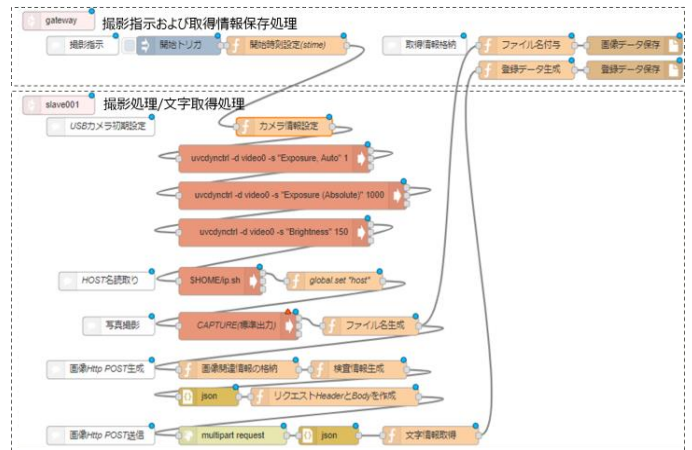 gateway 撮影指示および取得情報保存処理
撮影指示 開始トリガ 開始時刻設定(stime) 取得情報格納 ファイル名付与 画像データ保存
登録データ生成 登録データ保存
slave001 撮影処理/文字取得処理
USBカメラ初期設定 カメラ情報設定
uvcdynctrl -d video0 -s "Exposure, Auto" 1
uvcdynctrl -d video0 -s "Exposure (Absolute)" 1000
uvcdynctrl -d video0 -s "Brightness" 150
HOST名読取り $HOME/ip.sh global.set "host"
写真撮影 CAPTURE(標準出力) ファイル名生成
画像Http POST生成 画像関連情報の格納 検査情報生成
json リクエストHeaderとBodyを作成
画像Http POST送信 multipart request json 文字情報取得